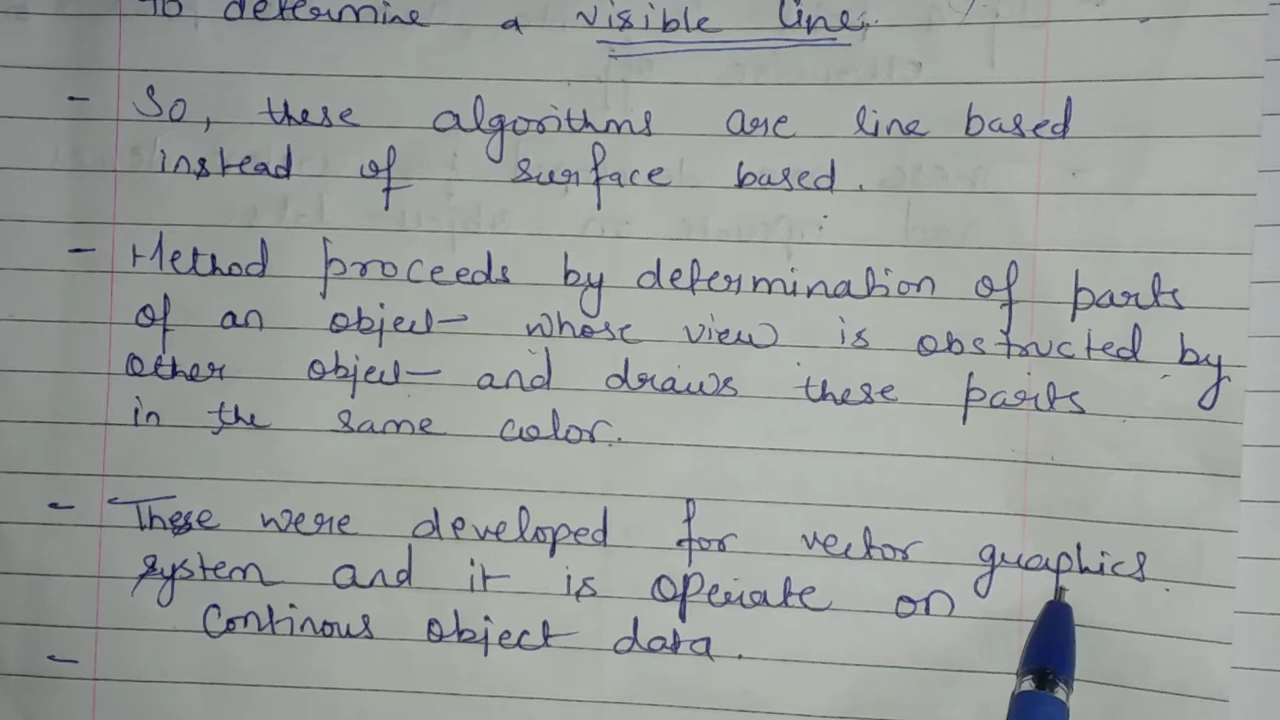 To determine a visible line.
- So, these algorithms are line based
instead of surface based.
- Method proceeds by determination of parts
of an object whose view is obstructed by
other object and draws these parts
in the same color.
- These were developed for vector graphics
system and it is operate on
Continous object data.
-